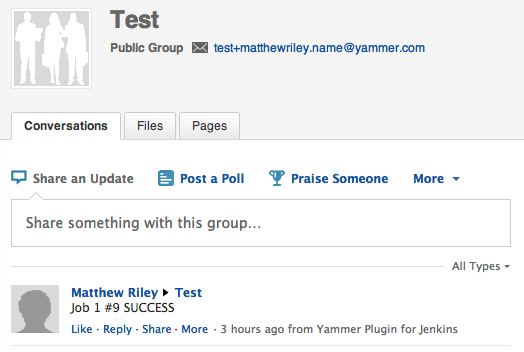 Test
Public Group test+matthewriley.name@yammer.com
Conversations Files Pages
Share an Update Post a Poll Praise Someone More
Share something with this group...
All Types
Matthew Riley Test
Job 1 #9 SUCCESS
Like · Reply · Share · More · 3 hours ago from Yammer Plugin for Jenkins